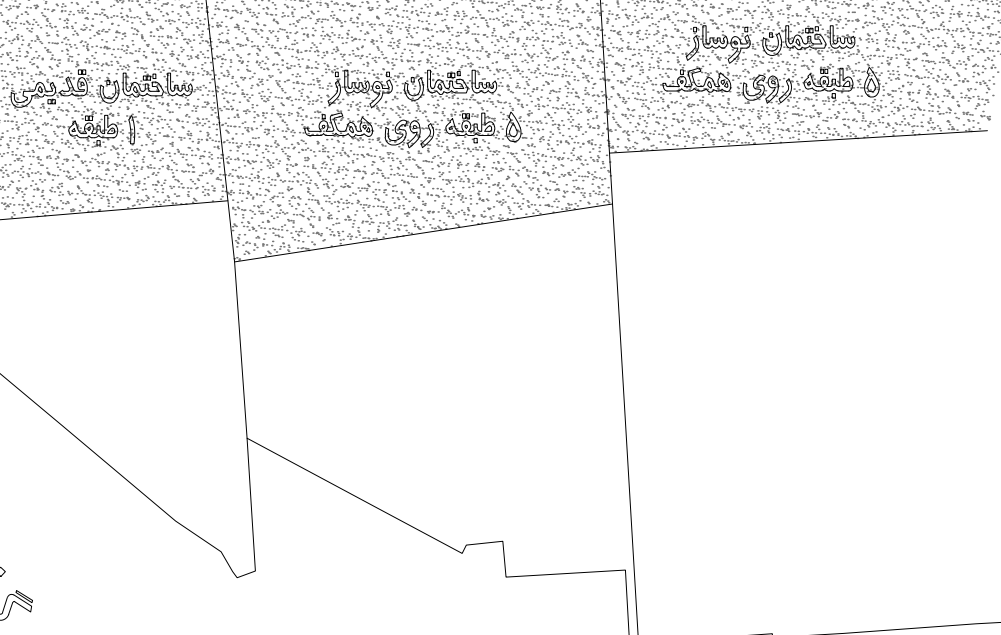 ساختمان نوساز
۵ طبقه روی همکف
ساختمان نوساز
۵ طبقه روی همکف
ساختمان قدیمی
۱ طبقه